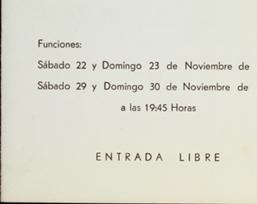 Funciones:
Sábado 22 y Domingo 23 de Noviembre de
Sábado 29 y Domingo 30 de Noviembre de
a las 19:45 Horas
ENTRADA LIBRE